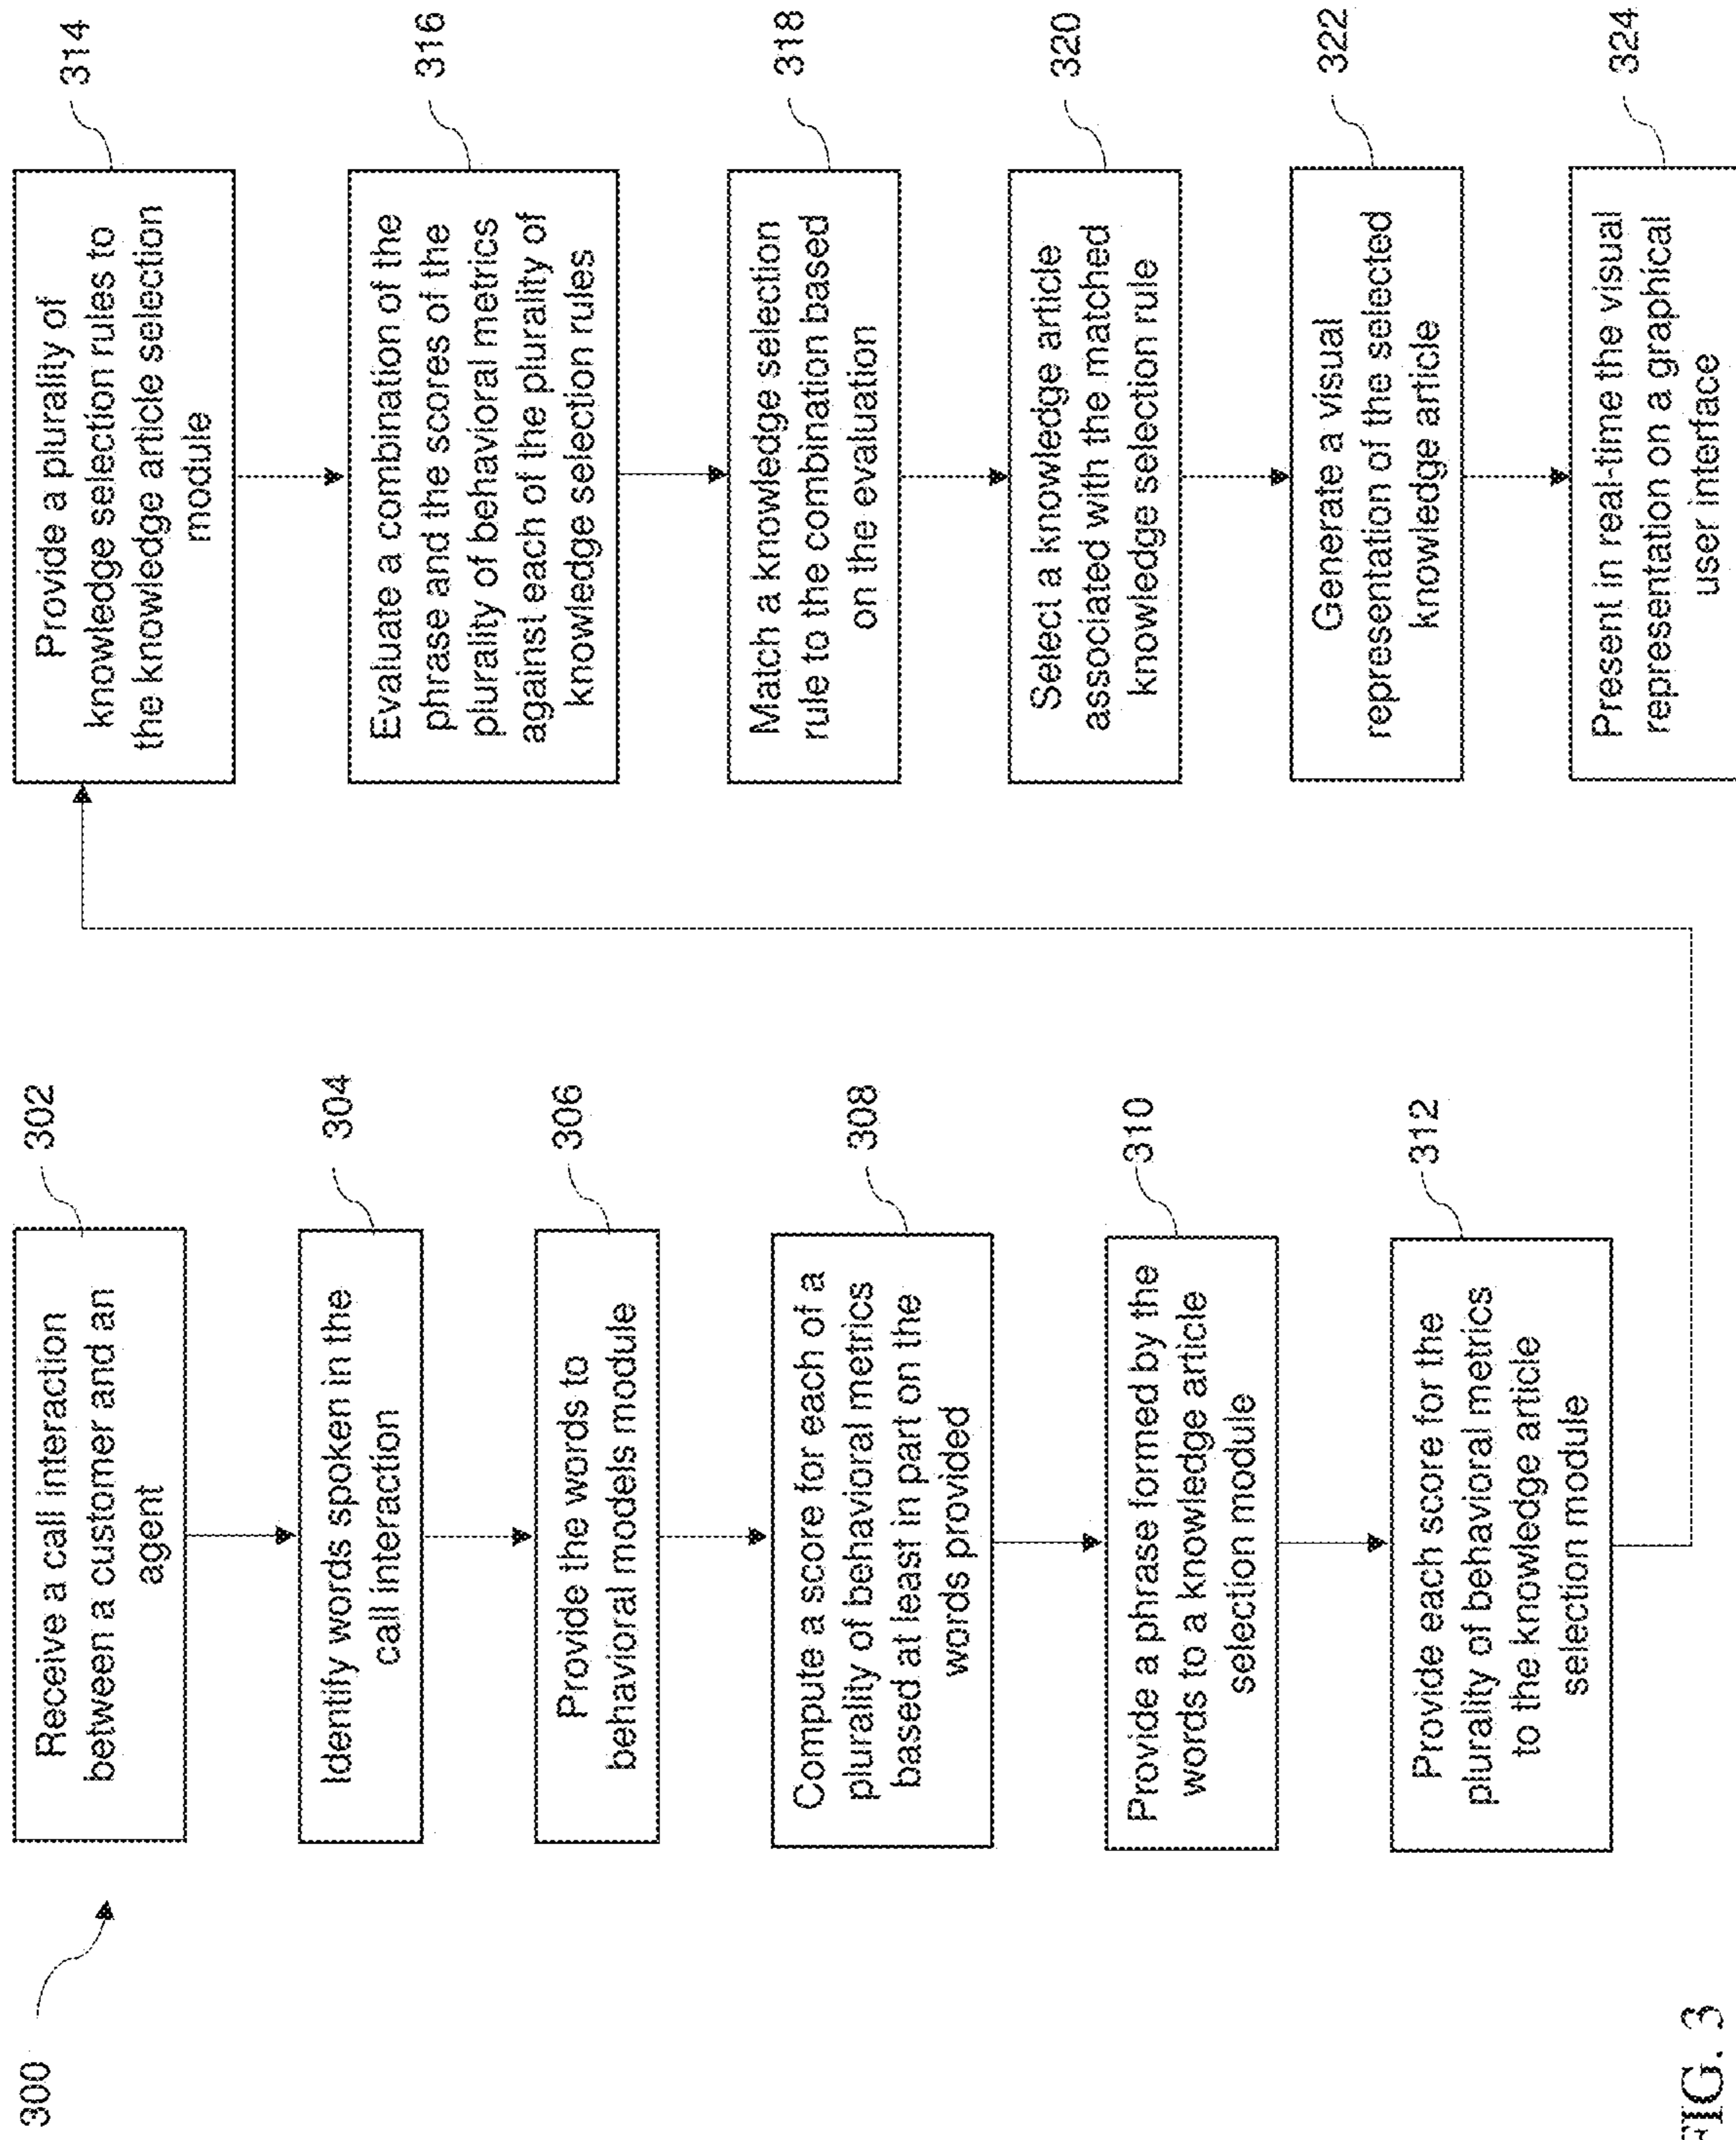 300
Receive a call interaction
between a customer and an
agent
302
Identify words spoken in the
call interaction
304
Provide the words to
behavioral models module
306
Compute a score for each of a
plurality of behavioral metrics
based at least in part on the
words provided
308
Provide a phrase formed by the
words to a knowledge article
selection module
310
Provide each score for the
plurality of behavioral metrics
to the knowledge article
selection module
312
Provide a plurality of
knowledge selection rules to
the knowledge article selection
module
314
Evaluate a combination of the
phrase and the scores of the
plurality of behavioral metrics
against each of the plurality of
knowledge selection rules
316
Match a knowledge selection
rule to the combination based
on the evaluation
318
Select a knowledge article
associated with the matched
knowledge selection rule
320
Generate a visual
representation of the selected
knowledge article
322
Present in real-time the visual
representation on a graphical
user interface
324
FIG. 3